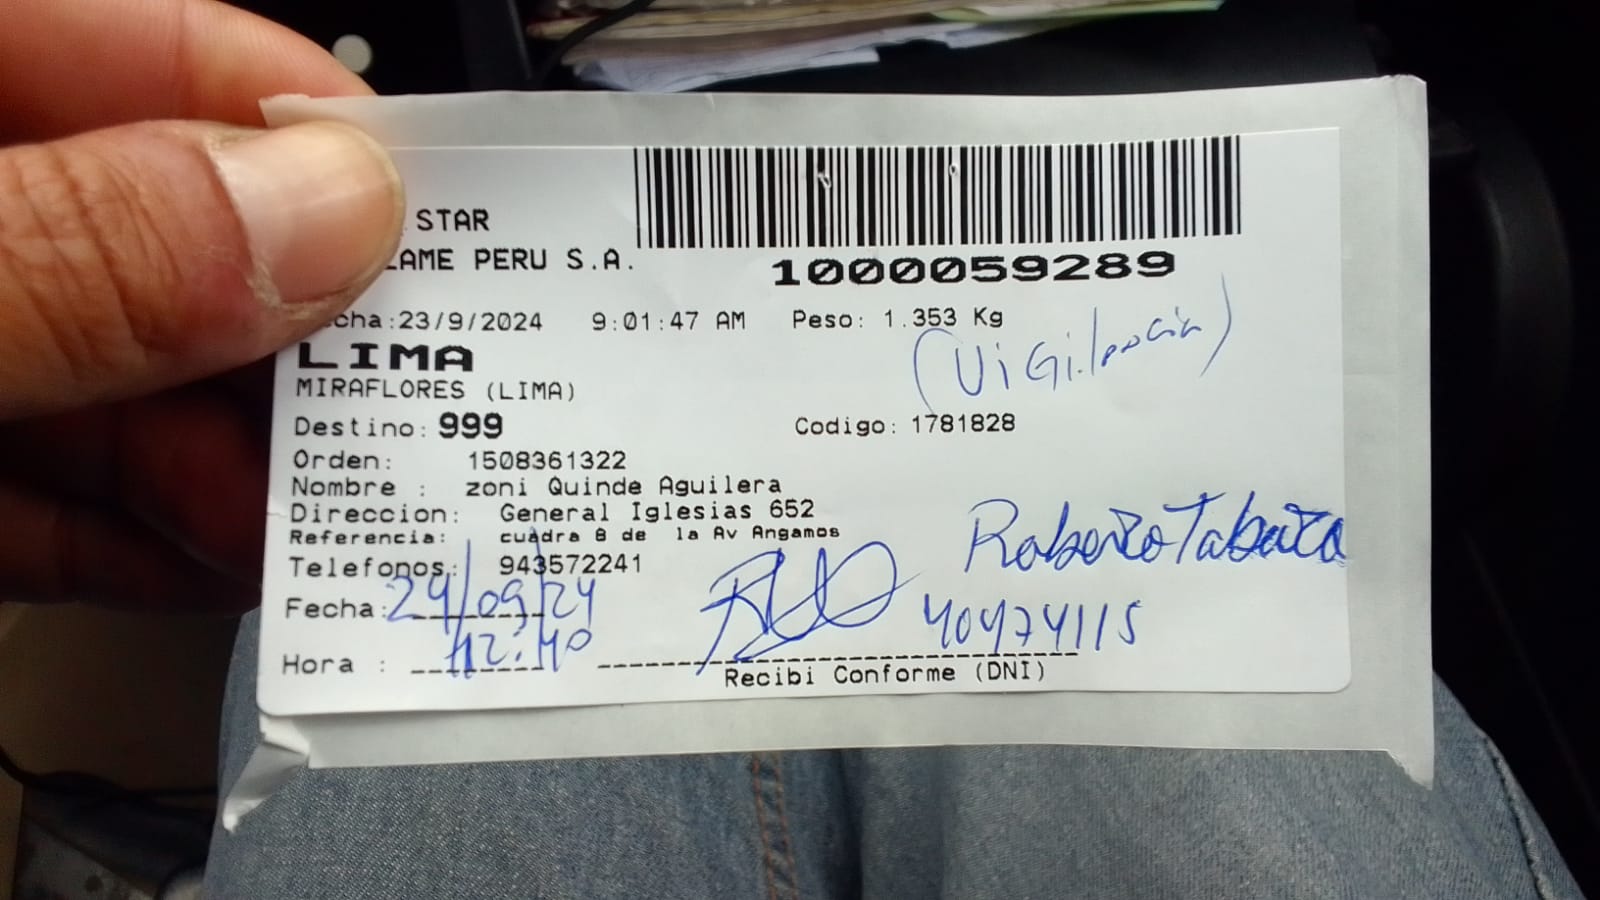 STAR
LAME PERU S.A.
1000059289
cha:23/9/2024 9:01:47 AM Peso: 1.353 Kg
(ViGilancia)
LIMA
MIRAFLORES (LIMA)
Destino: 999 Codigo: 1781828
Orden: 1508361322
Nombre : zoni Quinde Aguilera
Direccion: General Iglesias 652
Referencia: cuadra 8 de la Av Angamos
Roberto Tabata
Telefonos: 943572241
Fecha: 24/09/24
40474115
Hora : 12:40
Recibi Conforme (DNI)